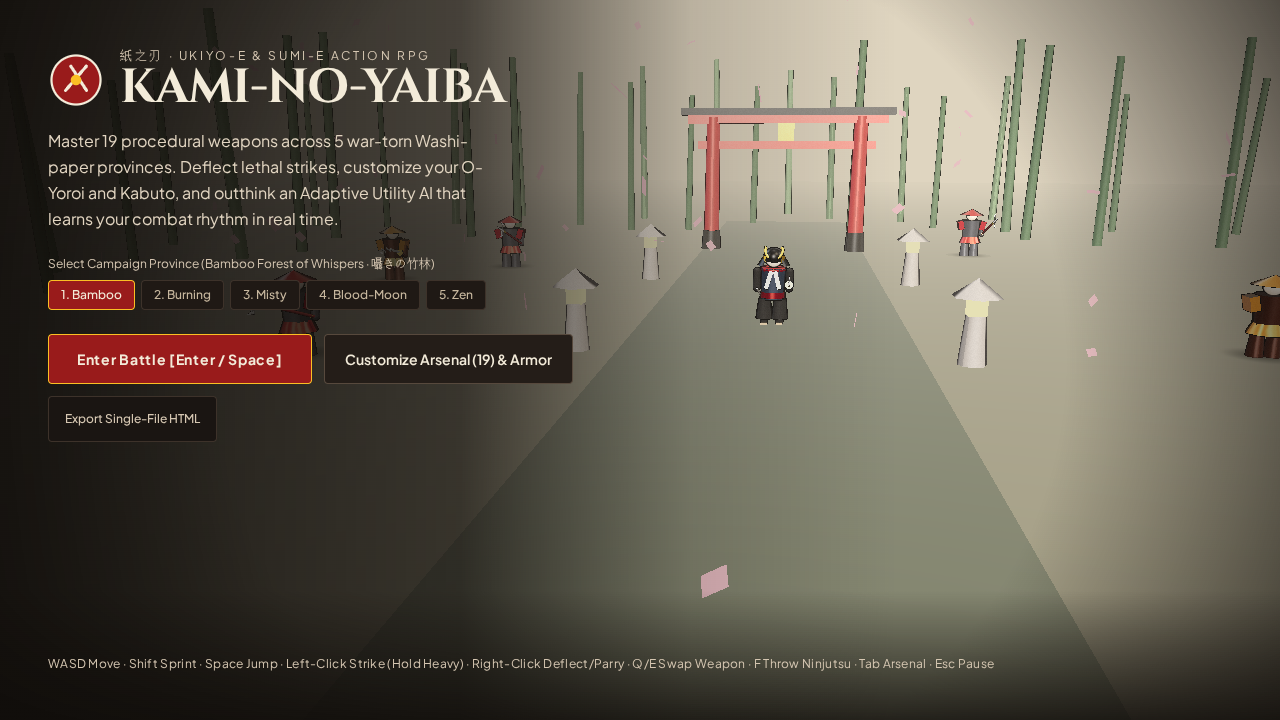 紙之刃 · UKIYO-E & SUMI-E ACTION RPG
KAMI-NO-YAIBA
Master 19 procedural weapons across 5 war-torn Washi-
paper provinces. Deflect lethal strikes, customize your O-
Yoroi and Kabuto, and outthink an Adaptive Utility AI that
learns your combat rhythm in real time.
Select Campaign Province (Bamboo Forest of Whispers · 囁きの竹林)
1. Bamboo 2. Burning 3. Misty 4. Blood-Moon 5. Zen
Enter Battle [Enter / Space] Customize Arsenal (19) & Armor
Export Single-File HTML
WASD Move · Shift Sprint · Space Jump · Left-Click Strike (Hold Heavy) · Right-Click Deflect/Parry · Q/E Swap Weapon · F Throw Ninjutsu · Tab Arsenal · Esc Pause